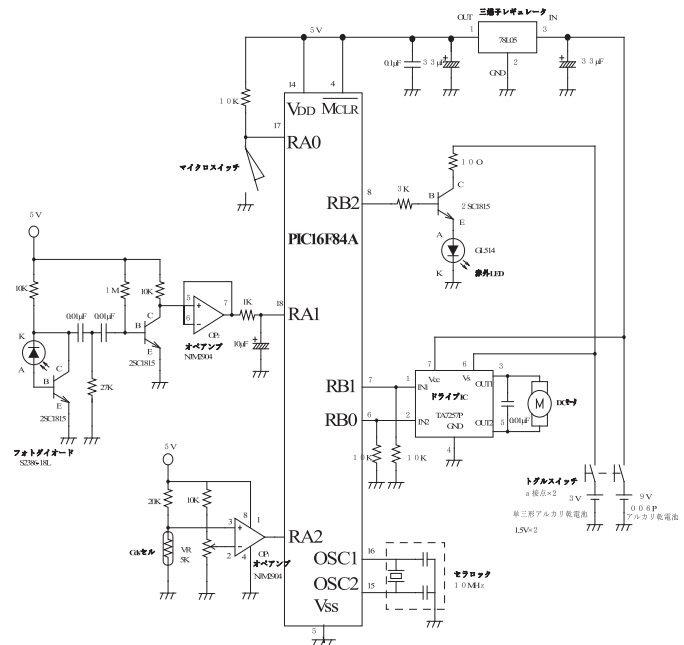 三端子レギュレータ
OUT
IN
5V
1
78L05
3
2
GND
0.1μF
33μF
33μF
14
4
VDD
MCLR
10K
17
RA0
マイクロスイッチ
100
C
B
2SC1815
E
8
3K
RB2
A
GL514
K
赤外LED
PIC16F84A
5V
10K
1M
10K
0.01μF
0.01μF
C
B
E
2SC1815
K
A
C
B
E
2SC1815
27K
フォトダイオード
S2386-18L
5
6
7
OP1
オペアンプ
NJM2904
1K
18
RA1
10μF
7
6
Vcc
Vs
3
RB1
7
1
IN1
OUT1
ドライブIC
TA7257P
RB0
6
2
IN2
GND
OUT2
5
4
0.01μF
M
DCモータ
10K
10K
トグルスイッチ
a接点×2
3V
単三形アルカリ乾電池
1.5V×2
9V
006P
アルカリ乾電池
5V
20K
10K
8
1
3
2
4
CdSセル
VR
5K
OP1
オペアンプ
NJM2904
RA2
OSC1
16
OSC2
15
セラロック
10MHz
Vss
5